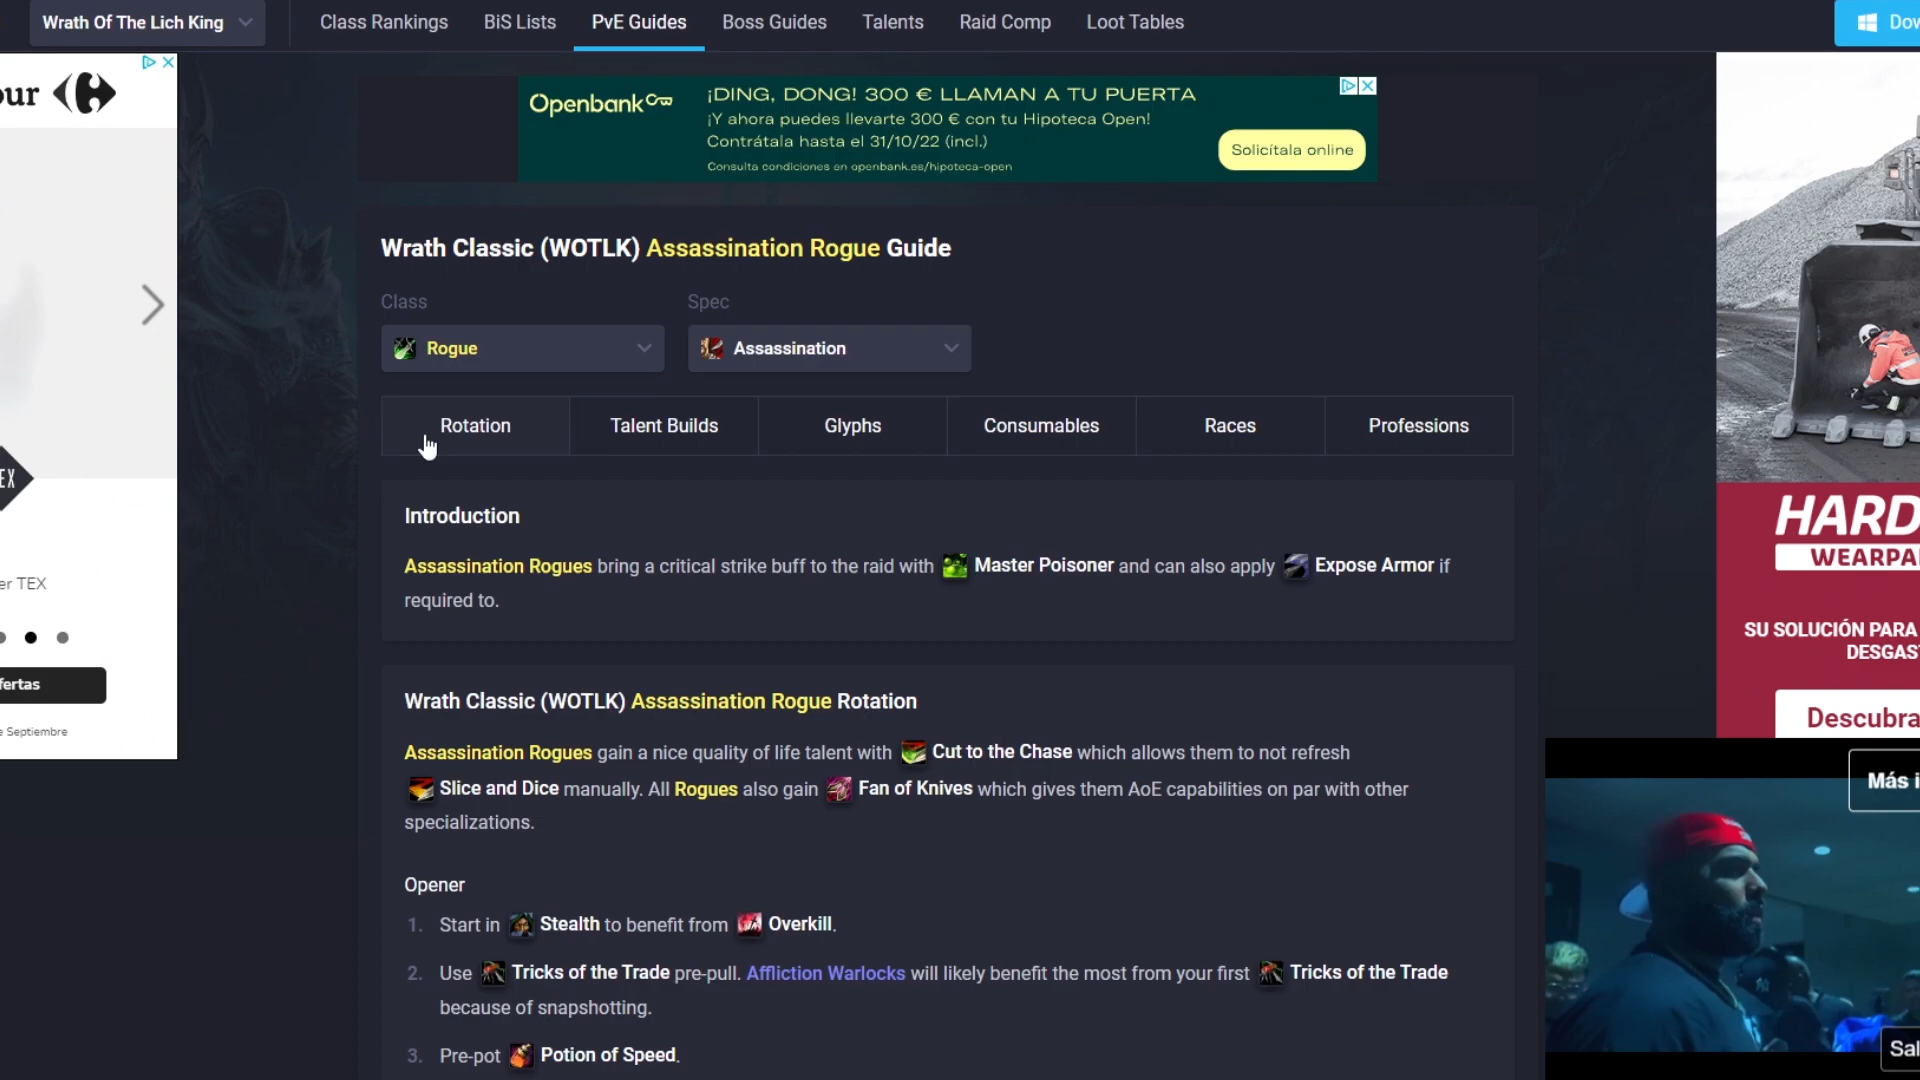 Wrath Of The Lich King
Class Rankings
BiS Lists
PvE Guides
Boss Guides
Talents
Raid Comp
Loot Tables
our
Openbank
¡DING, DONG! 300 € LLAMAN A TU PUERTA
¡Y ahora puedes llevarte 300 € con tu Hipoteca Open!
Contrátala hasta el 31/10/22 (incl.)
Consulta condiciones en openbank.es/hipoteca-open
Solicítala online
Wrath Classic (WOTLK) Assassination Rogue Guide
Class
Spec
Rogue
Assassination
Rotation
Talent Builds
Glyphs
Consumables
Races
Professions
Introduction
Assassination Rogues bring a critical strike buff to the raid with Master Poisoner and can also apply Expose Armor if
required to.
Wrath Classic (WOTLK) Assassination Rogue Rotation
Assassination Rogues gain a nice quality of life talent with Cut to the Chase which allows them to not refresh
Slice and Dice manually. All Rogues also gain Fan of Knives which gives them AoE capabilities on par with other
specializations.
Opener
1. Start in Stealth to benefit from Overkill.
2. Use Tricks of the Trade pre-pull. Affliction Warlocks will likely benefit the most from your first Tricks of the Trade
because of snapshotting.
3. Pre-pot Potion of Speed.
EX
er TEX
fertas
e Septiembre
HARD
WEARPA
SU SOLUCIÓN PARA
DESGAS
Descubra
Más i
Sal